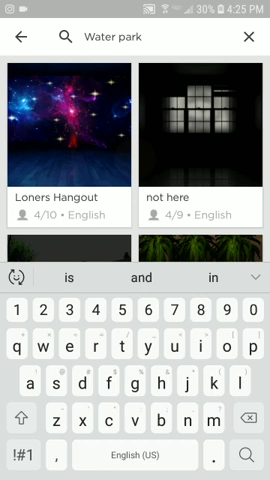 30% 4:25 PM
Water park
Loners Hangout
4/10 • English
not here
4/9 • English
is and in
1 2 3 4 5 6 7 8 9 0
q w e r t y u i o p
a s d f g h j k l
z x c v b n m
!#1 , English (US) .